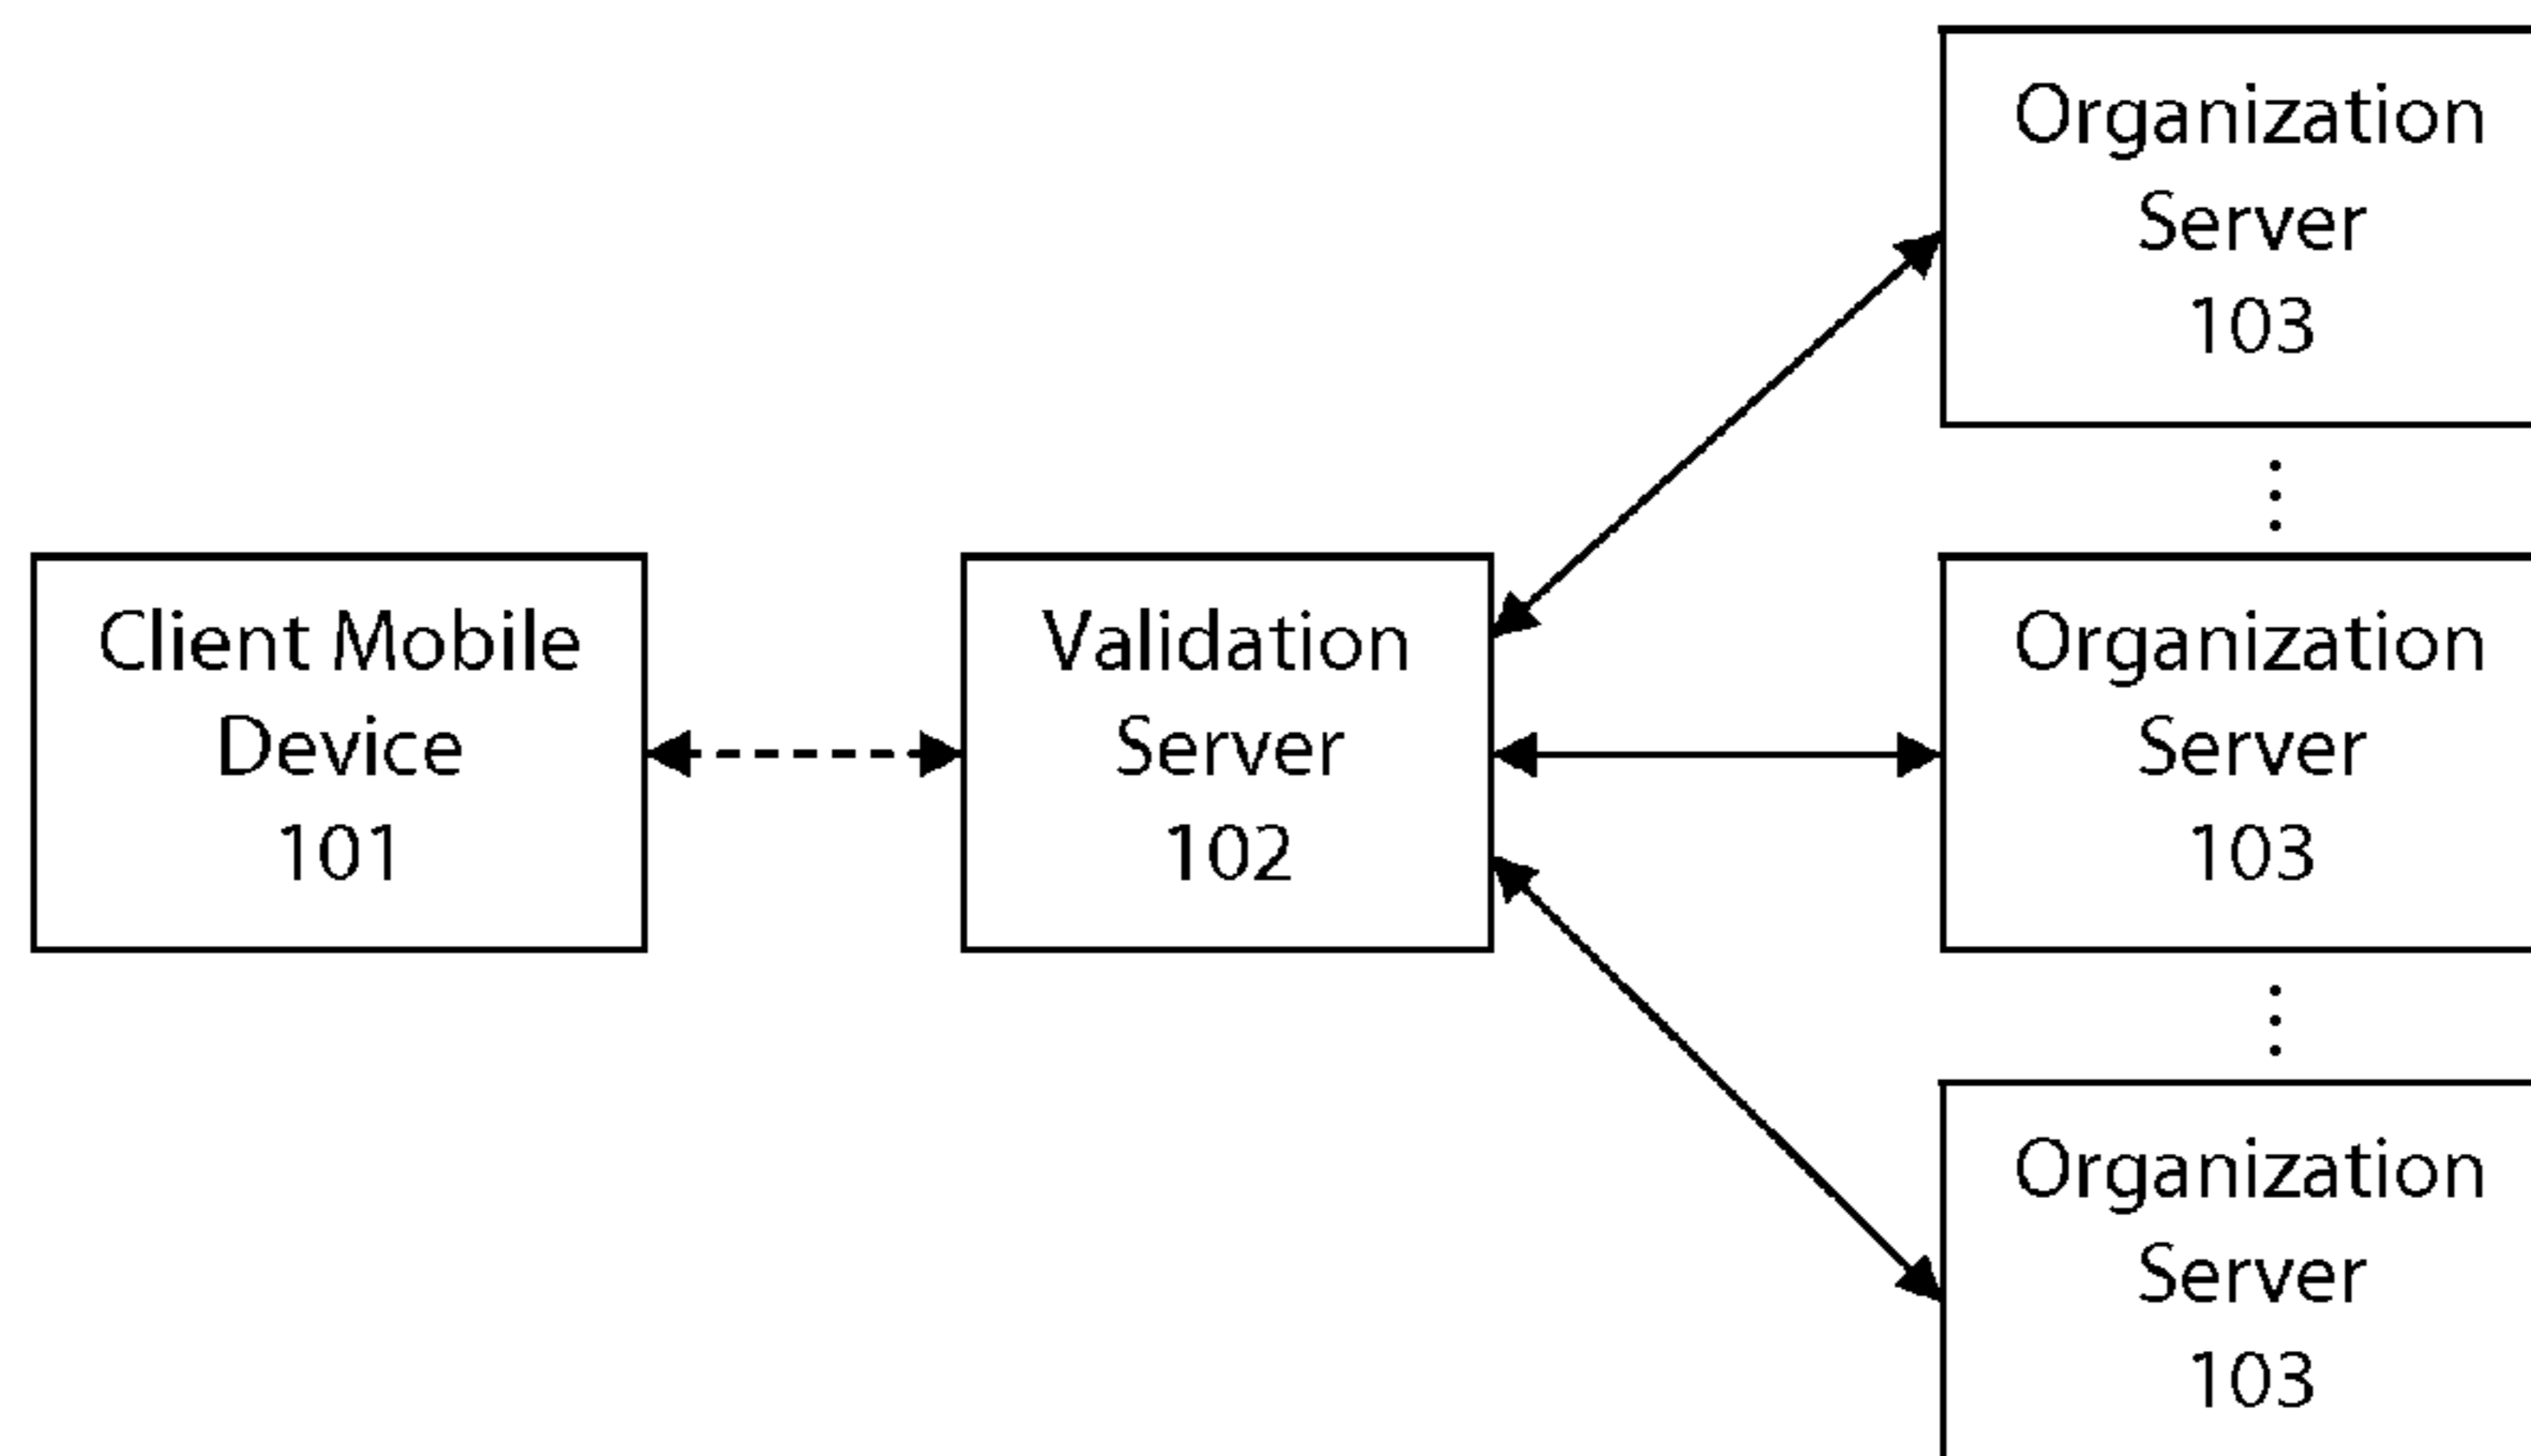 Organization
Server
103
Client Mobile
Device
101
Validation
Server
102
Organization
Server
103
Organization
Server
103